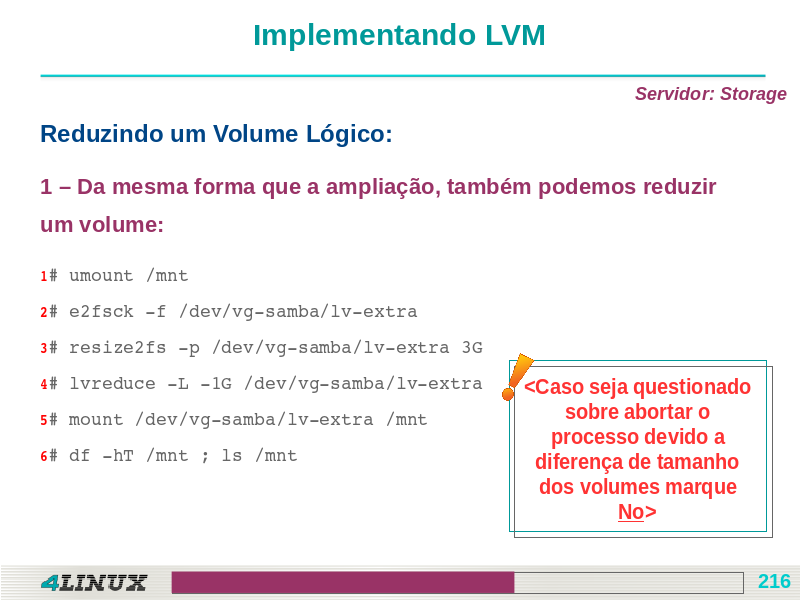 Implementando LVM
Servidor: Storage
Reduzindo um Volume Lógico:
1 – Da mesma forma que a ampliação, também podemos reduzir
um volume:
1# umount /mnt
2# e2fsck -f /dev/vg-samba/lv-extra
3# resize2fs -p /dev/vg-samba/lv-extra 3G
4# lvreduce -L -1G /dev/vg-samba/lv-extra
5# mount /dev/vg-samba/lv-extra /mnt
6# df -hT /mnt ; ls /mnt
<Caso seja questionado
sobre abortar o
processo devido a
diferença de tamanho
dos volumes marque
No>
4LINUX
216